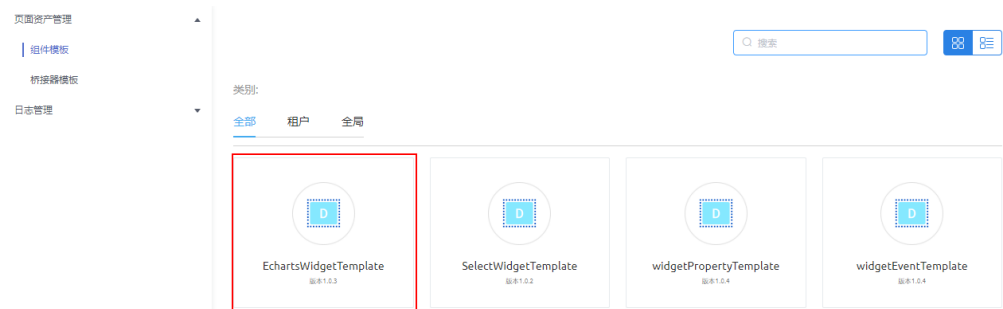 页面资产管理
组件模板
桥接器模板
日志管理
搜索
类别:
全部 租户 全局
D D D D
EchartsWidgetTemplate SelectWidgetTemplate widgetPropertyTemplate widgetEventTemplate
版本1.0.3 版本1.0.2 版本1.0.4 版本1.0.4